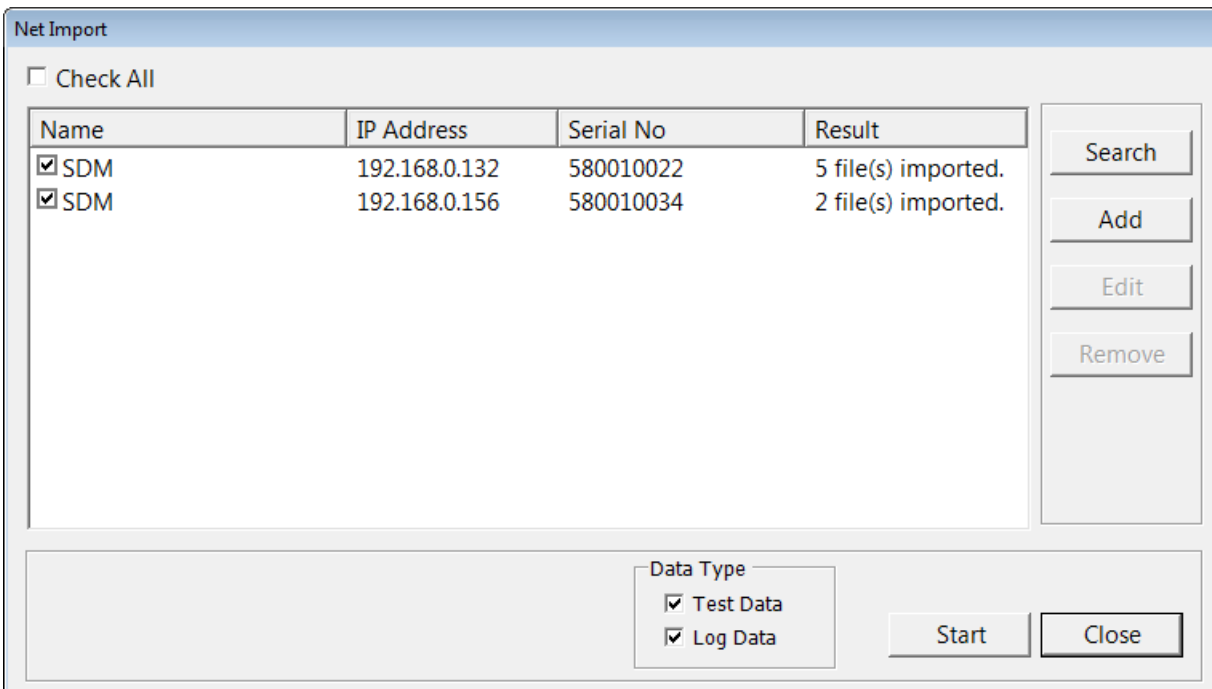 Net Import
Check All
Name IP Address Serial No Result
SDM 192.168.0.132 580010022 5 file(s) imported.
SDM 192.168.0.156 580010034 2 file(s) imported.
Search
Add
Edit
Remove
Data Type
Test Data
Log Data
Start Close